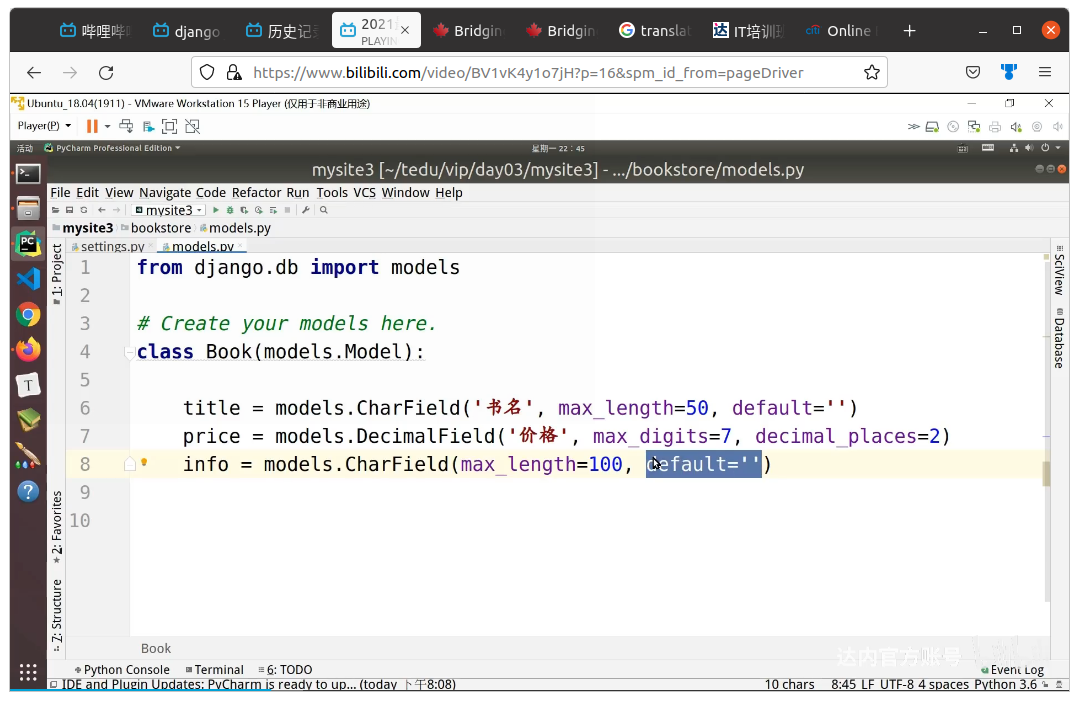 哔哩哔
django
历史记
2021
PLAYIN
Bridgin
Bridgin
translat
IT培训
citi Online
https://www.bilibili.com/video/BV1vK4y1o7jH?p=16&spm_id_from=pageDriver
Ubuntu_18.04(1911) - VMware Workstation 15 Player (仅用于非商业用途)
Player(P)
活动 PyCharm Professional Edition 星期一 22:45
mysite3 [~/tedu/vip/day03/mysite3] - .../bookstore/models.py
File Edit View Navigate Code Refactor Run Tools VCS Window Help
mysite3
mysite3 bookstore models.py
settings.py models.py
1: Project
2: Favorites
Z: Structure
SciView
Database
1 from django.db import models
2
3 # Create your models here.
4 class Book(models.Model):
5
6 title = models.CharField('书名', max_length=50, default='')
7 price = models.DecimalField('价格', max_digits=7, decimal_places=2)
8 info = models.CharField(max_length=100, default='')
9
10
Book
达内官方账号
Python Console Terminal 6: TODO Event Log
IDE and Plugin Updates: PyCharm is ready to up... (today 下午8:08) 10 chars 8:45 LF UTF-8 4 spaces Python 3.6